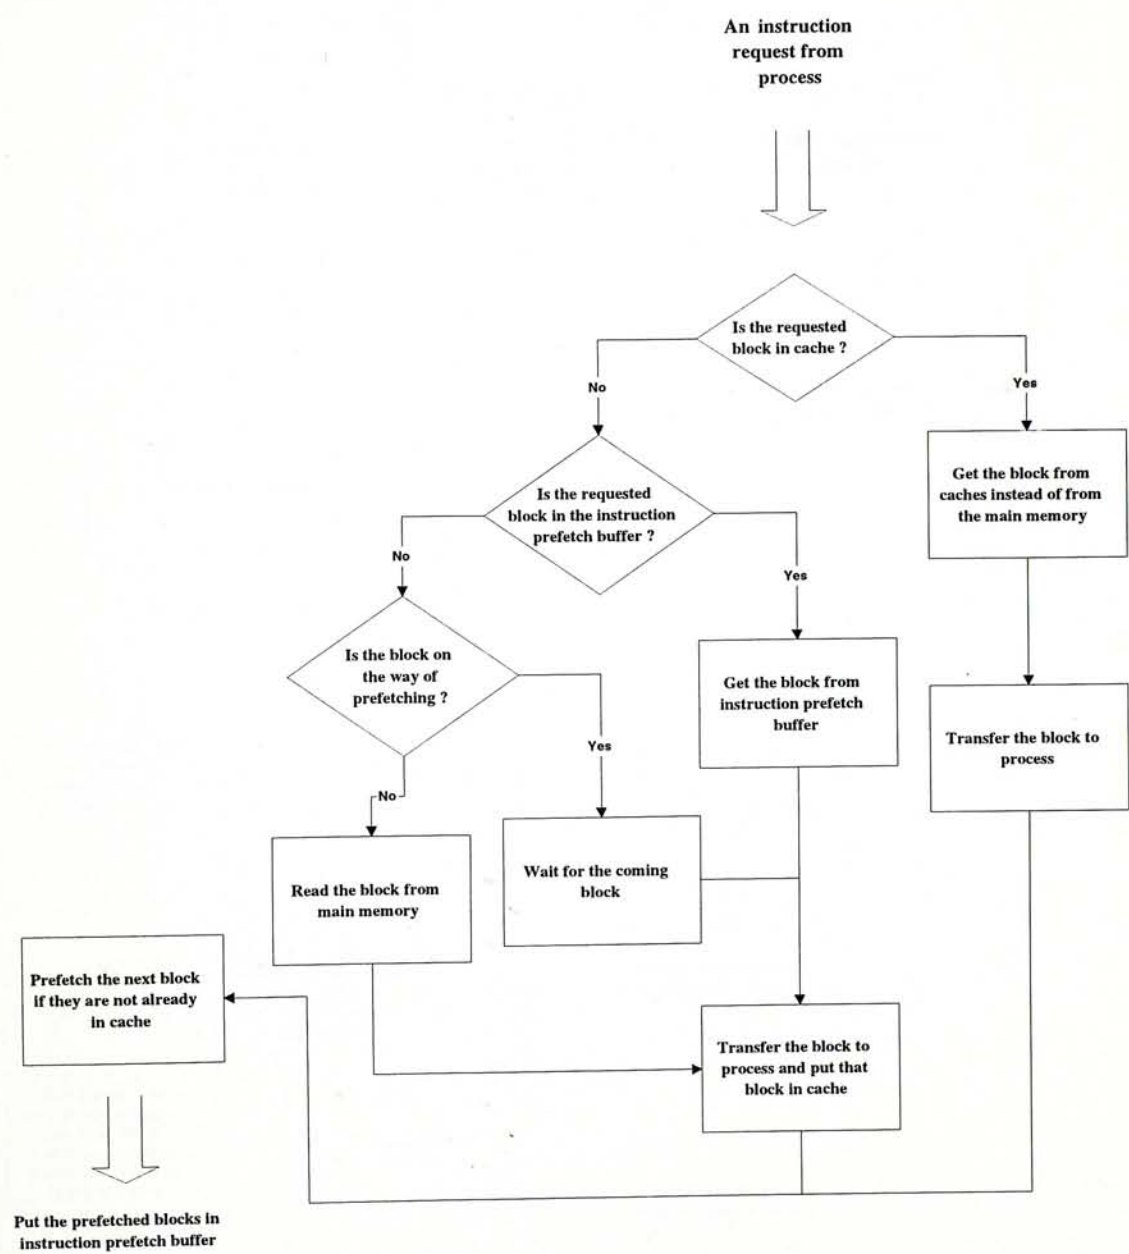 An instruction
request from
process
Is the requested
block in cache ?
No
Yes
Is the requested
block in the instruction
prefetch buffer ?
Get the block from
caches instead of from
the main memory
No
Yes
Is the block on
the way of
prefetching ?
Get the block from
instruction prefetch
buffer
Transfer the block to
process
Yes
No
Read the block from
main memory
Wait for the coming
block
Prefetch the next block
if they are not already
in cache
Transfer the block to
process and put that
block in cache
Put the prefetched blocks in
instruction prefetch buffer